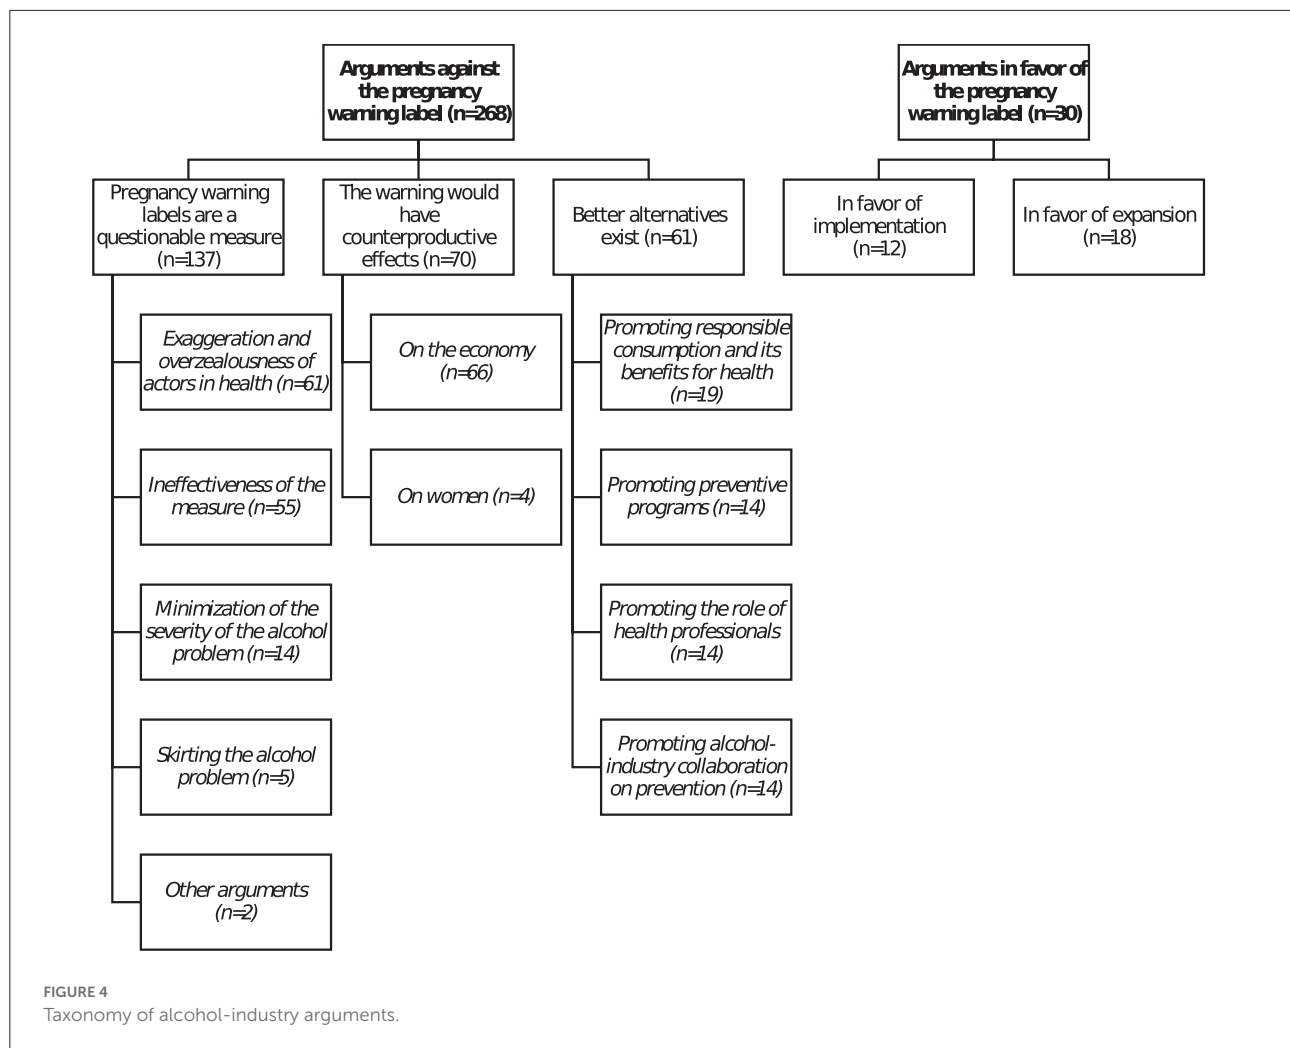 Arguments against
the pregnancy
warning label (n=268)
Arguments in favor of
the pregnancy
warning label (n=30)
Pregnancy warning
labels are a
questionable measure
(n=137)
The warning would
have
counterproductive
effects (n=70)
Better alternatives
exist (n=61)
In favor of
implementation
(n=12)
In favor of expansion
(n=18)
Exaggeration and
overzealousness of
actors in health (n=61)
On the economy
(n=66)
Promoting responsible
consumption and its
benefits for health
(n=19)
Ineffectiveness of the
measure (n=55)
On women (n=4)
Promoting preventive
programs (n=14)
Minimization of the
severity of the alcohol
problem (n=14)
Promoting the role of
health professionals
(n=14)
Skirting the alcohol
problem (n=5)
Promoting alcohol-
industry collaboration
on prevention (n=14)
Other arguments
(n=2)
FIGURE 4
Taxonomy of alcohol-industry arguments.